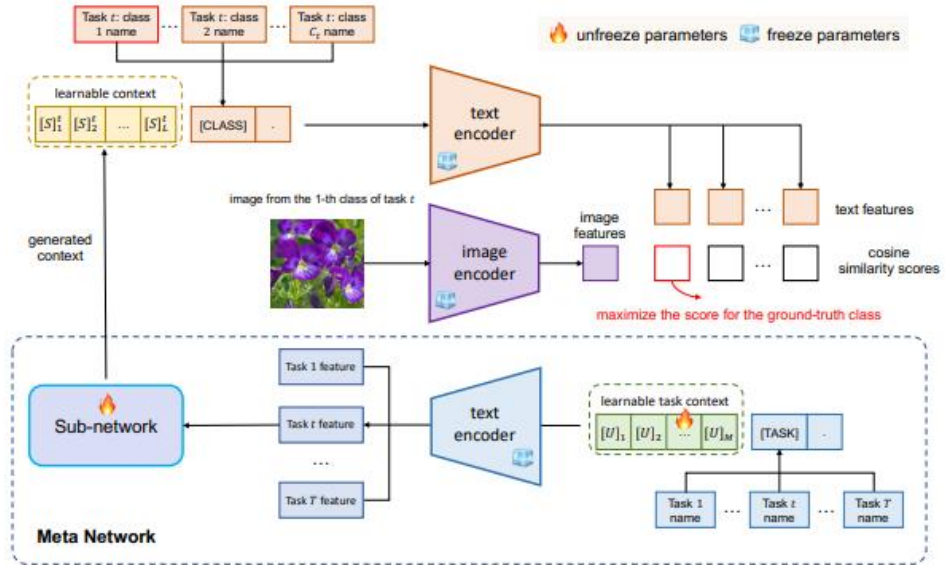 Task t: class
1 name
...
Task t: class
2 name
...
Task t: class
C_t name
unfreeze parameters
freeze parameters
learnable context
[S]_1^t
[S]_2^t
...
[S]_L^t
[CLASS]
.
text
encoder
image from the 1-th class of task t
image
encoder
image
features
...
text features
...
cosine
similarity scores
maximize the score for the ground-truth class
generated
context
Sub-network
Task 1 feature
Task t feature
...
Task T feature
text
encoder
learnable task context
[U]_1
[U]_2
...
[U]_M
[TASK]
.
Task 1
name
...
Task t
name
...
Task T
name
Meta Network